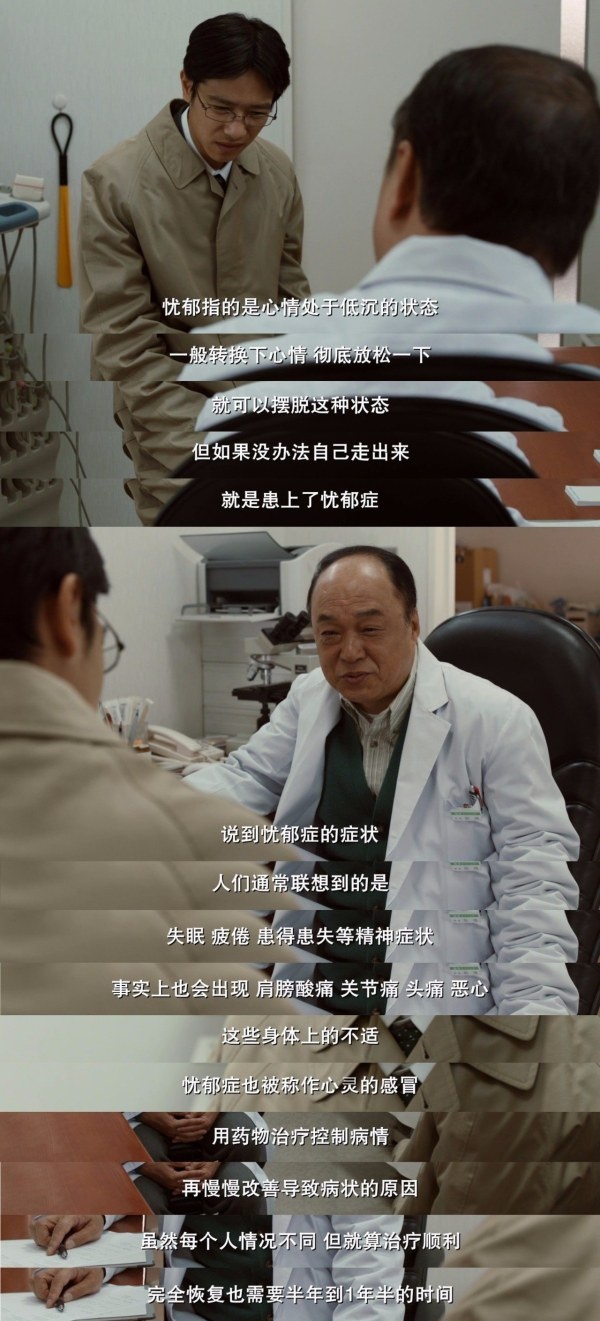 忧郁指的是心情处于低沉的状态
一般转换下心情 彻底放松一下
就可以摆脱这种状态
但如果没办法自己走出来
就是患上了忧郁症
说到忧郁症的症状
人们通常联想到的是
失眠 疲倦 患得患失等精神症状
事实上也会出现 肩膀酸痛 关节痛 头痛 恶心
这些身体上的不适
忧郁症也被称作心灵的感冒
用药物治疗控制病情
再慢慢改善导致病状的原因
虽然每个人情况不同 但就算治疗顺利
完全恢复也需要半年到1年半的时间